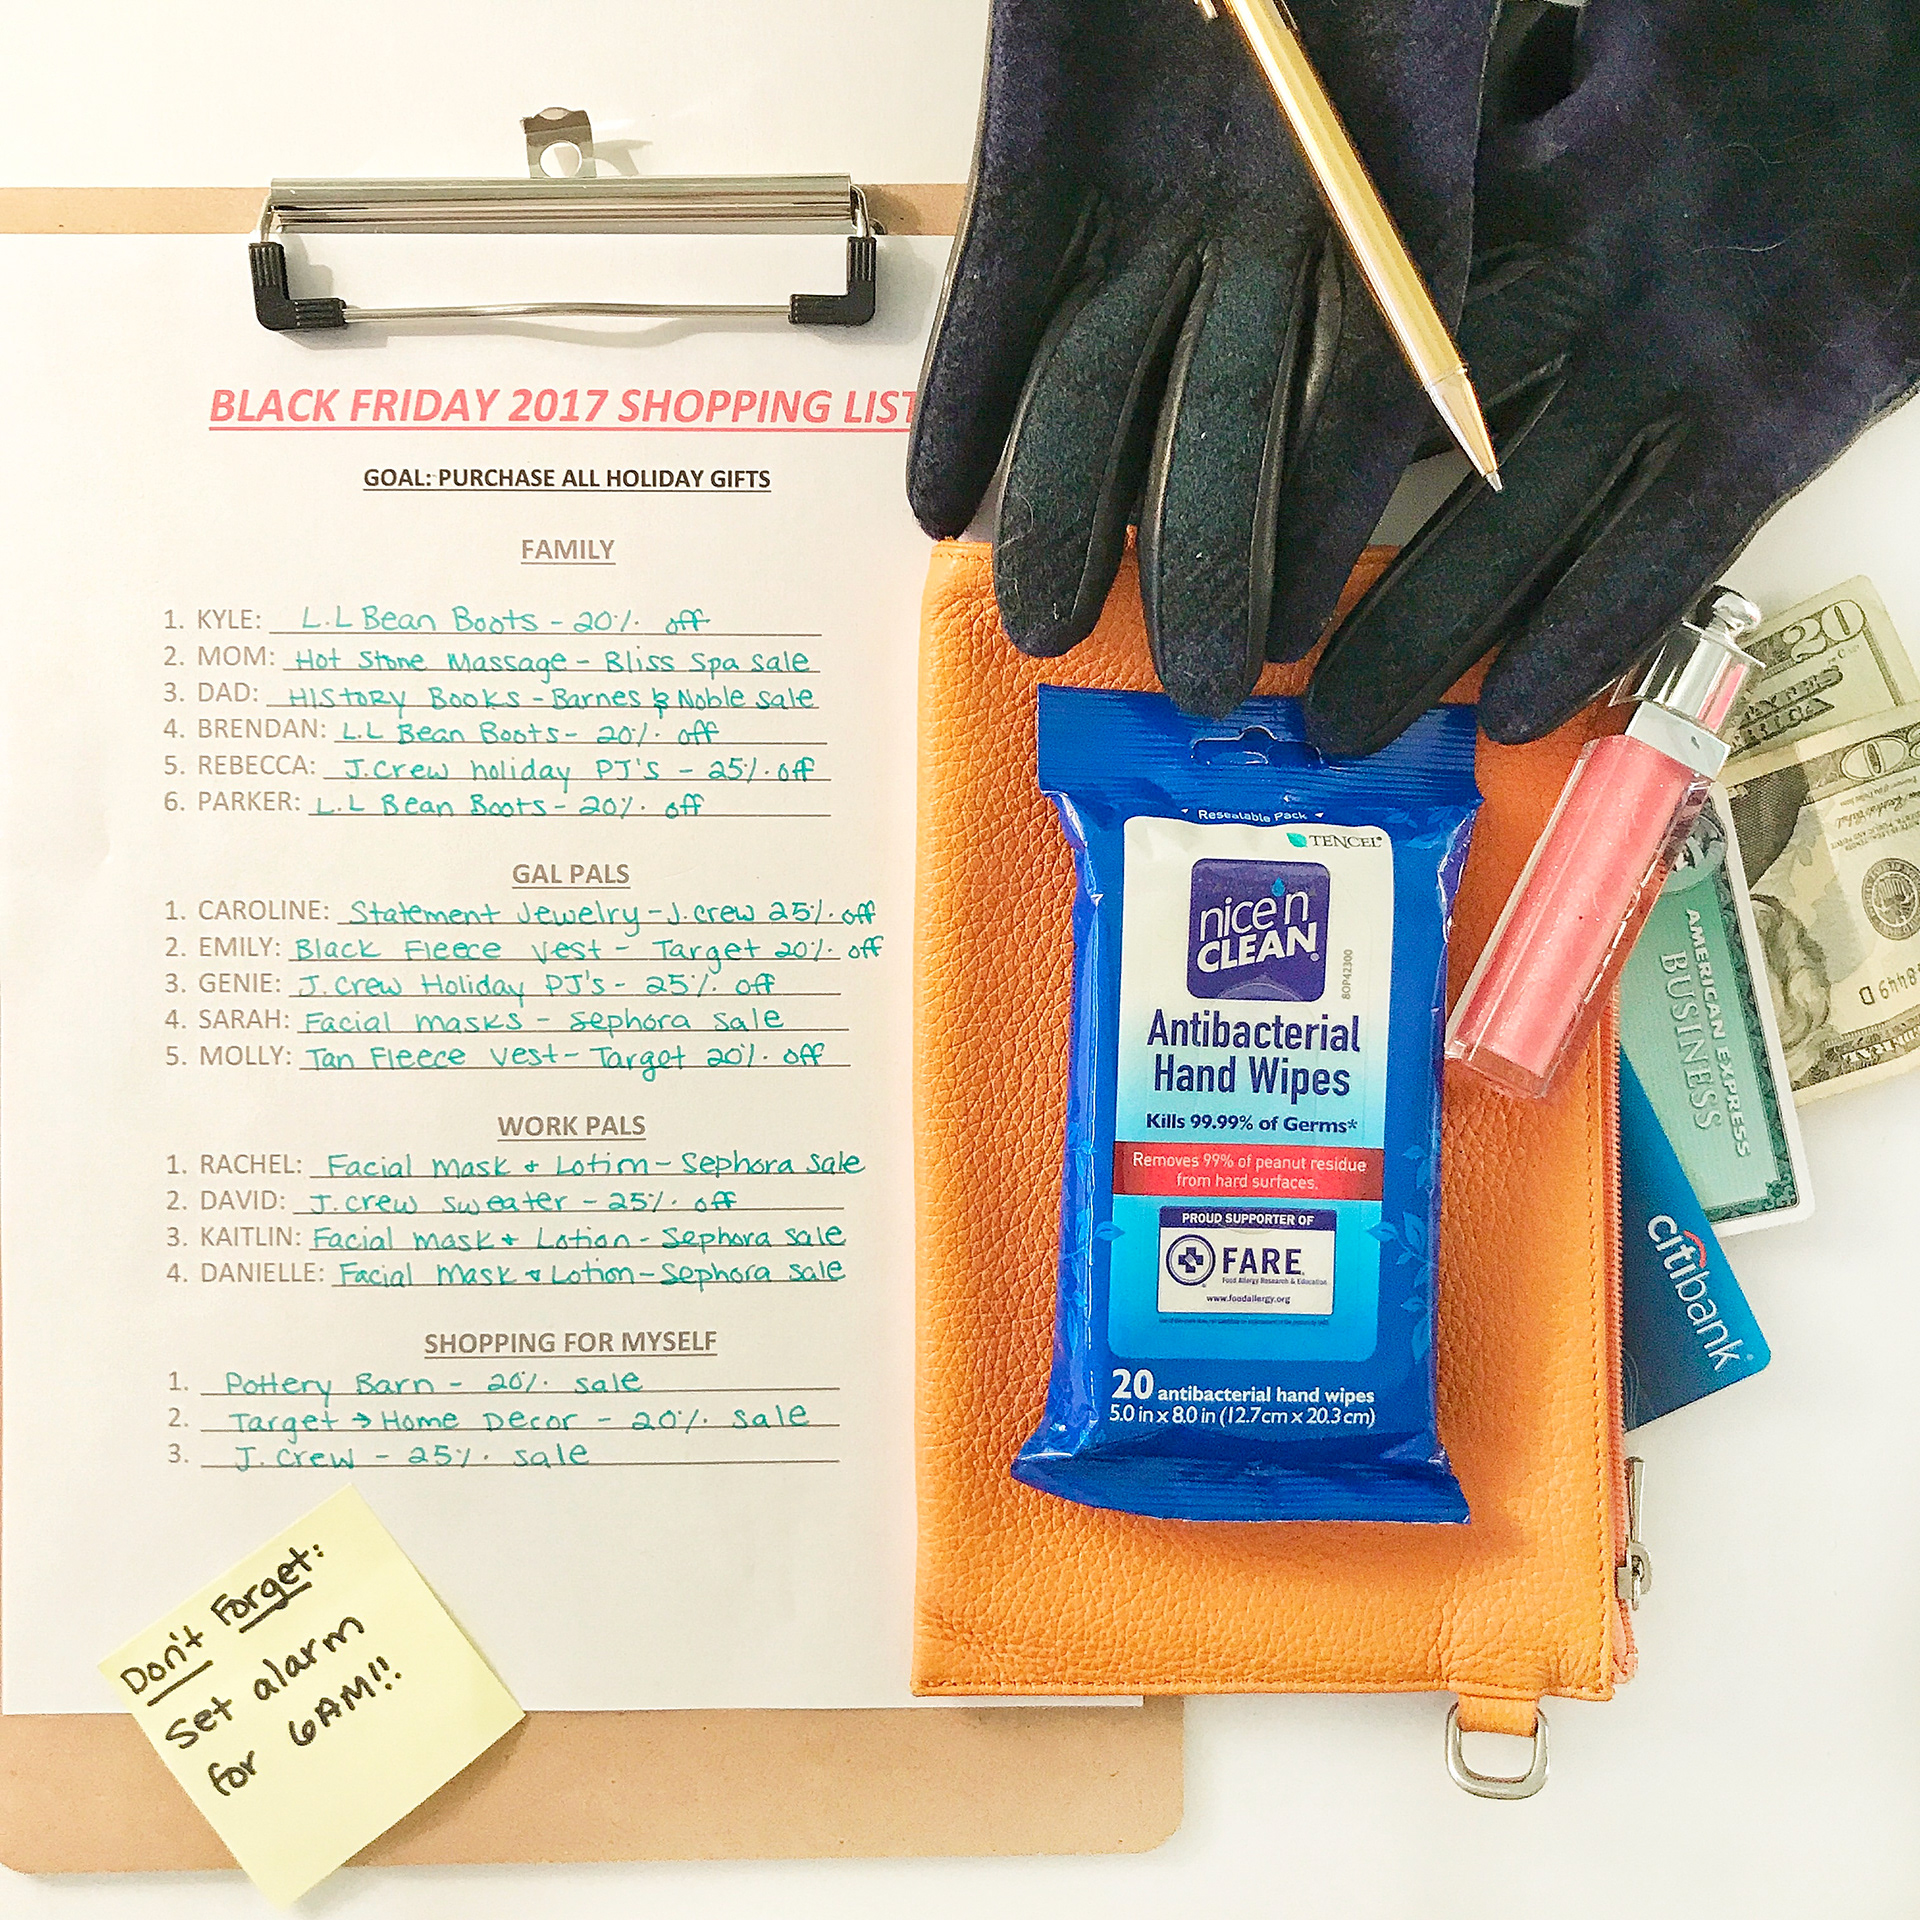 BLACK FRIDAY 2017 SHOPPING LIST
GOAL: PURCHASE ALL HOLIDAY GIFTS
FAMILY
1. KYLE: L.L Bean Boots - 20% off
2. MOM: Hot Stone Massage - Bliss Spa sale
3. DAD: HISTORY Books - Barnes & Noble sale
4. BRENDAN: L.L Bean Boots - 20% off
5. REBECCA: J.Crew holiday PJ'S - 25% off
6. PARKER: L.L Bean Boots - 20% off
GAL PALS
1. CAROLINE: Statement Jewelry - J.crew 25% off
2. EMILY: Black Fleece Vest - Target 20% off
3. GENIE: J.crew Holiday PJ's - 25% off
4. SARAH: Facial masks - Sephora sale
5. MOLLY: Tan Fleece Vest - Target 20% off
WORK PALS
1. RACHEL: Facial mask + Lotion - Sephora sale
2. DAVID: J.crew sweater - 25% off
3. KAITLIN: Facial mask + Lotion - Sephora sale
4. DANIELLE: Facial Mask + Lotion - Sephora sale
SHOPPING FOR MYSELF
1. Pottery Barn - 20% sale
2. Target → Home Decor - 20% sale
3. J.crew - 25% sale
Don't Forget:
Set alarm
for 6AM!!
Resealable Pack
TENCEL®
nice'n
CLEAN®
8OP42300
Antibacterial
Hand Wipes
Kills 99.99% of Germs*
Removes 99% of peanut residue
from hard surfaces.
PROUD SUPPORTER OF
FARE
Food Allergy Research & Education
www.foodallergy.org
20 antibacterial hand wipes
5.0 in x 8.0 in (12.7cm x 20.3cm)
AMERICAN EXPRESS
BUSINESS
citibank
20